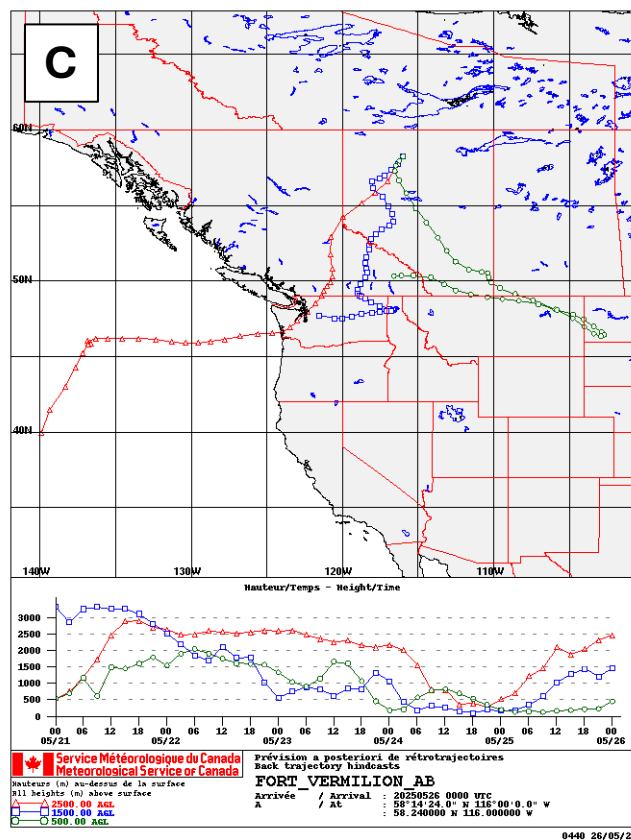 C
60N
50N
40N
140W 130W 120W 110W
Hauteur/Temps - Height/Time
3000
2500
2000
1500
1000
500
0
00 06 12 18 00 06 12 18 00 06 12 18 00 06 12 18 00 06 12 18 00
05/21 05/22 05/23 05/24 05/25 05/26
Service Météorologique du Canada
Meteorological Service of Canada
Hauteurs (m) au-dessus de la surface
All heights (m) above surface
2500.00 AGL
1500.00 AGL
500.00 AGL
Prévision a posteriori de rétrotrajectoires
Back trajectory hindcasts
FORT_VERMILION_AB
Arrivée / Arrival : 20250526 0000 UTC
A / At : 58°14'24.0" N 116°00'0.0" W
: 58.240000 N 116.000000 W
0440 26/05/2